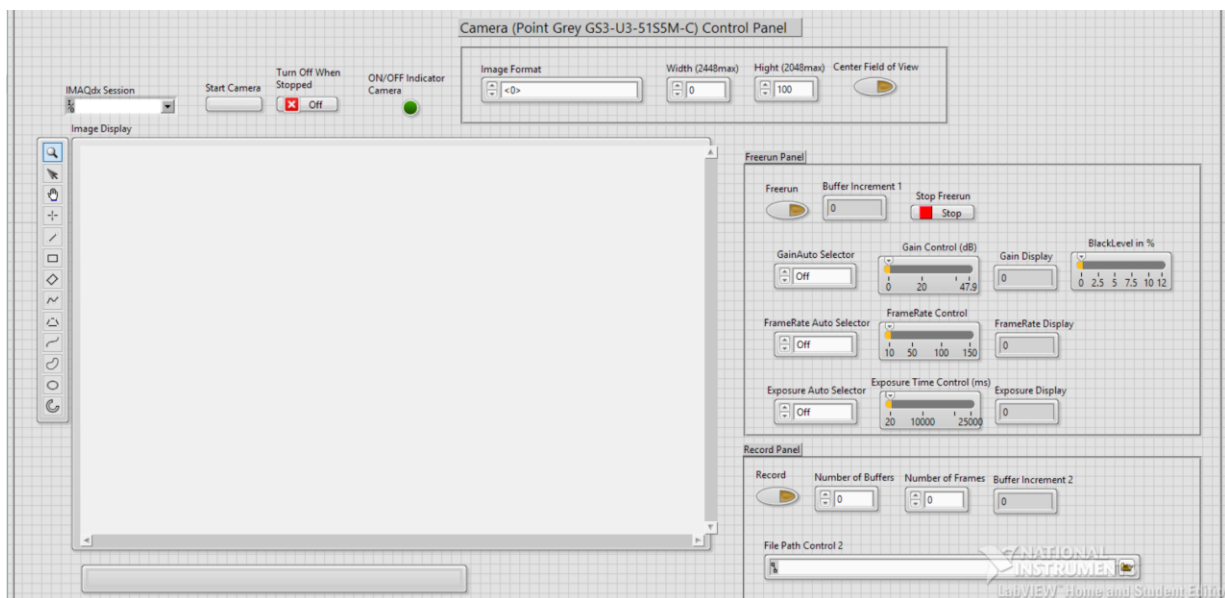 Camera (Point Grey GS3-U3-51S5M-C) Control Panel
IMAQdx Session
Start Camera
Turn Off When
Stopped
Off
ON/OFF Indicator
Camera
Image Format
<0>
Width (2448max)
0
Hight (2048max)
100
Center Field of View
Image Display
Freerun Panel
Freerun
Buffer Increment 1
0
Stop Freerun
Stop
GainAuto Selector
Off
Gain Control (dB)
0 20 47.9
Gain Display
0
BlackLevel in %
0 2.5 5 7.5 10 12
FrameRate Auto Selector
Off
FrameRate Control
10 50 100 150
FrameRate Display
0
Exposure Auto Selector
Off
Exposure Time Control (ms)
20 10000 25000
Exposure Display
0
Record Panel
Record
Number of Buffers
0
Number of Frames
0
Buffer Increment 2
0
File Path Control 2
NATIONAL
INSTRUMENTS
LabVIEW™ Home and Student Editio